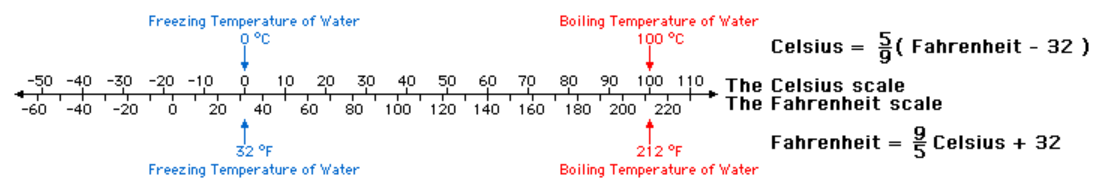 Freezing Temperature of Water
0 °C
Boiling Temperature of Water
100 °C
Celsius = 5/9 ( Fahrenheit - 32 )
-50 -40 -30 -20 -10 0 10 20 30 40 50 60 70 80 90 100 110
The Celsius scale
-60 -40 -20 0 20 40 60 80 100 120 140 160 180 200 220
The Fahrenheit scale
32 °F
Freezing Temperature of Water
212 °F
Boiling Temperature of Water
Fahrenheit = 9/5 Celsius + 32